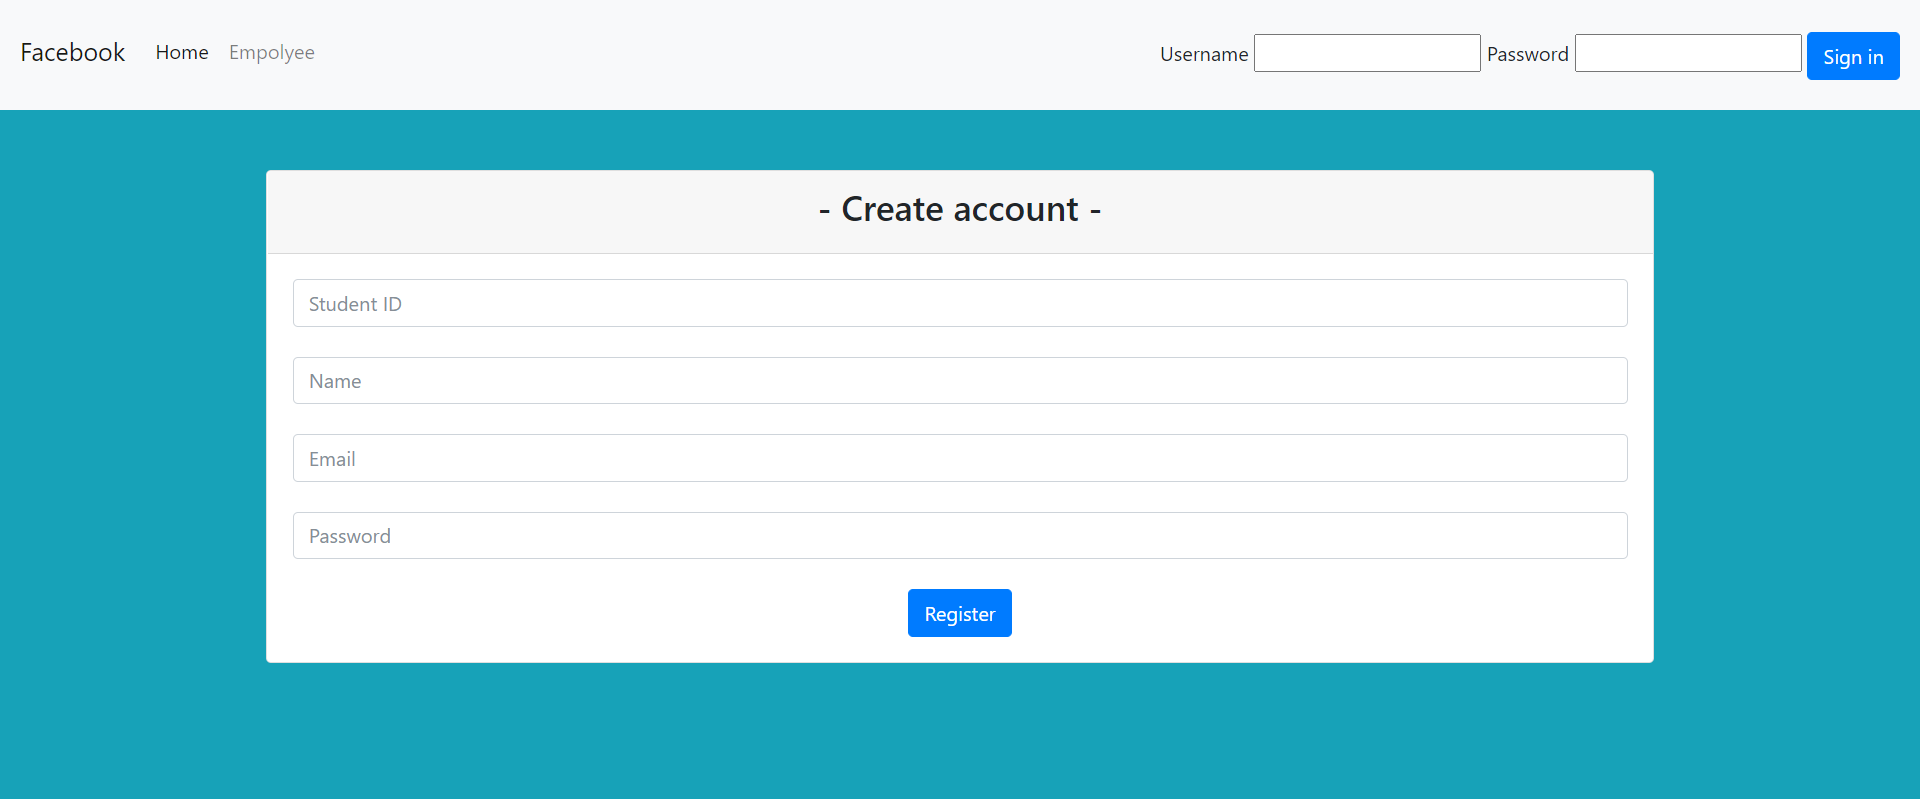 Facebook Home Empolyee Username Password Sign in
- Create account -
Student ID
Name
Email
Password
Register